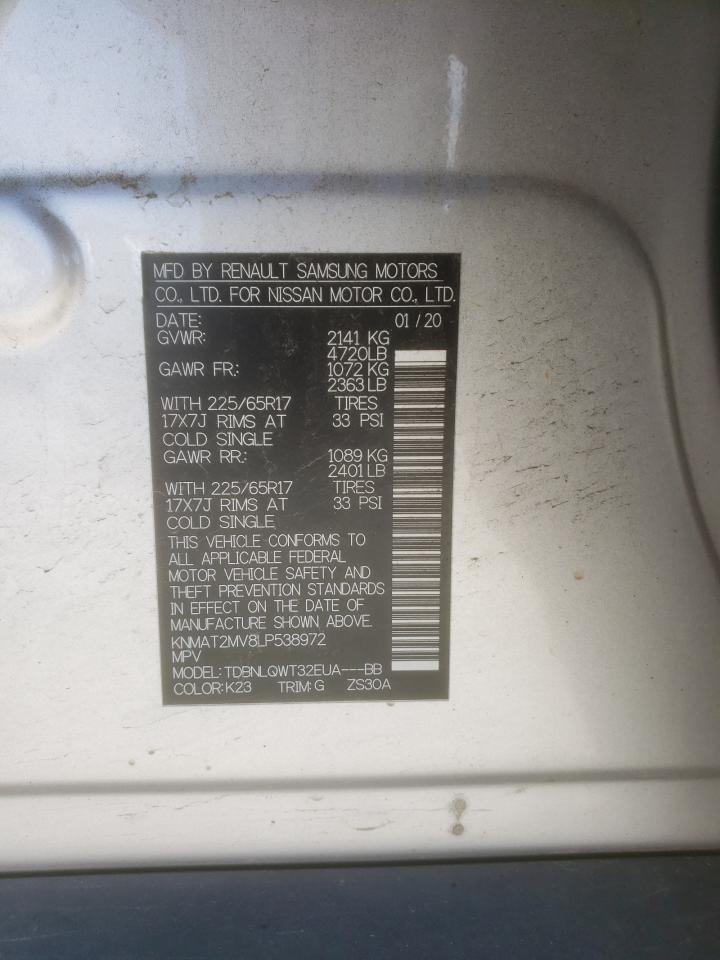 MFD BY RENAULT SAMSUNG MOTORS
CO., LTD. FOR NISSAN MOTOR CO., LTD.
DATE: 01 / 20
GVWR: 2141 KG
4720LB
GAWR FR.: 1072 KG
2363 LB
WITH 225/65R17 TIRES
17X7J RIMS AT 33 PSI
COLD SINGLE
GAWR RR.: 1089 KG
2401 LB
WITH 225/65R17 TIRES
17X7J RIMS AT 33 PSI
COLD SINGLE
THIS VEHICLE CONFORMS TO
ALL APPLICABLE FEDERAL
MOTOR VEHICLE SAFETY AND
THEFT PREVENTION STANDARDS
IN EFFECT ON THE DATE OF
MANUFACTURE SHOWN ABOVE.
KNMAT2MV8LP538972
MPV
MODEL: TDBNLQWT32EUA---BB
COLOR: K23 TRIM: G ZS30A